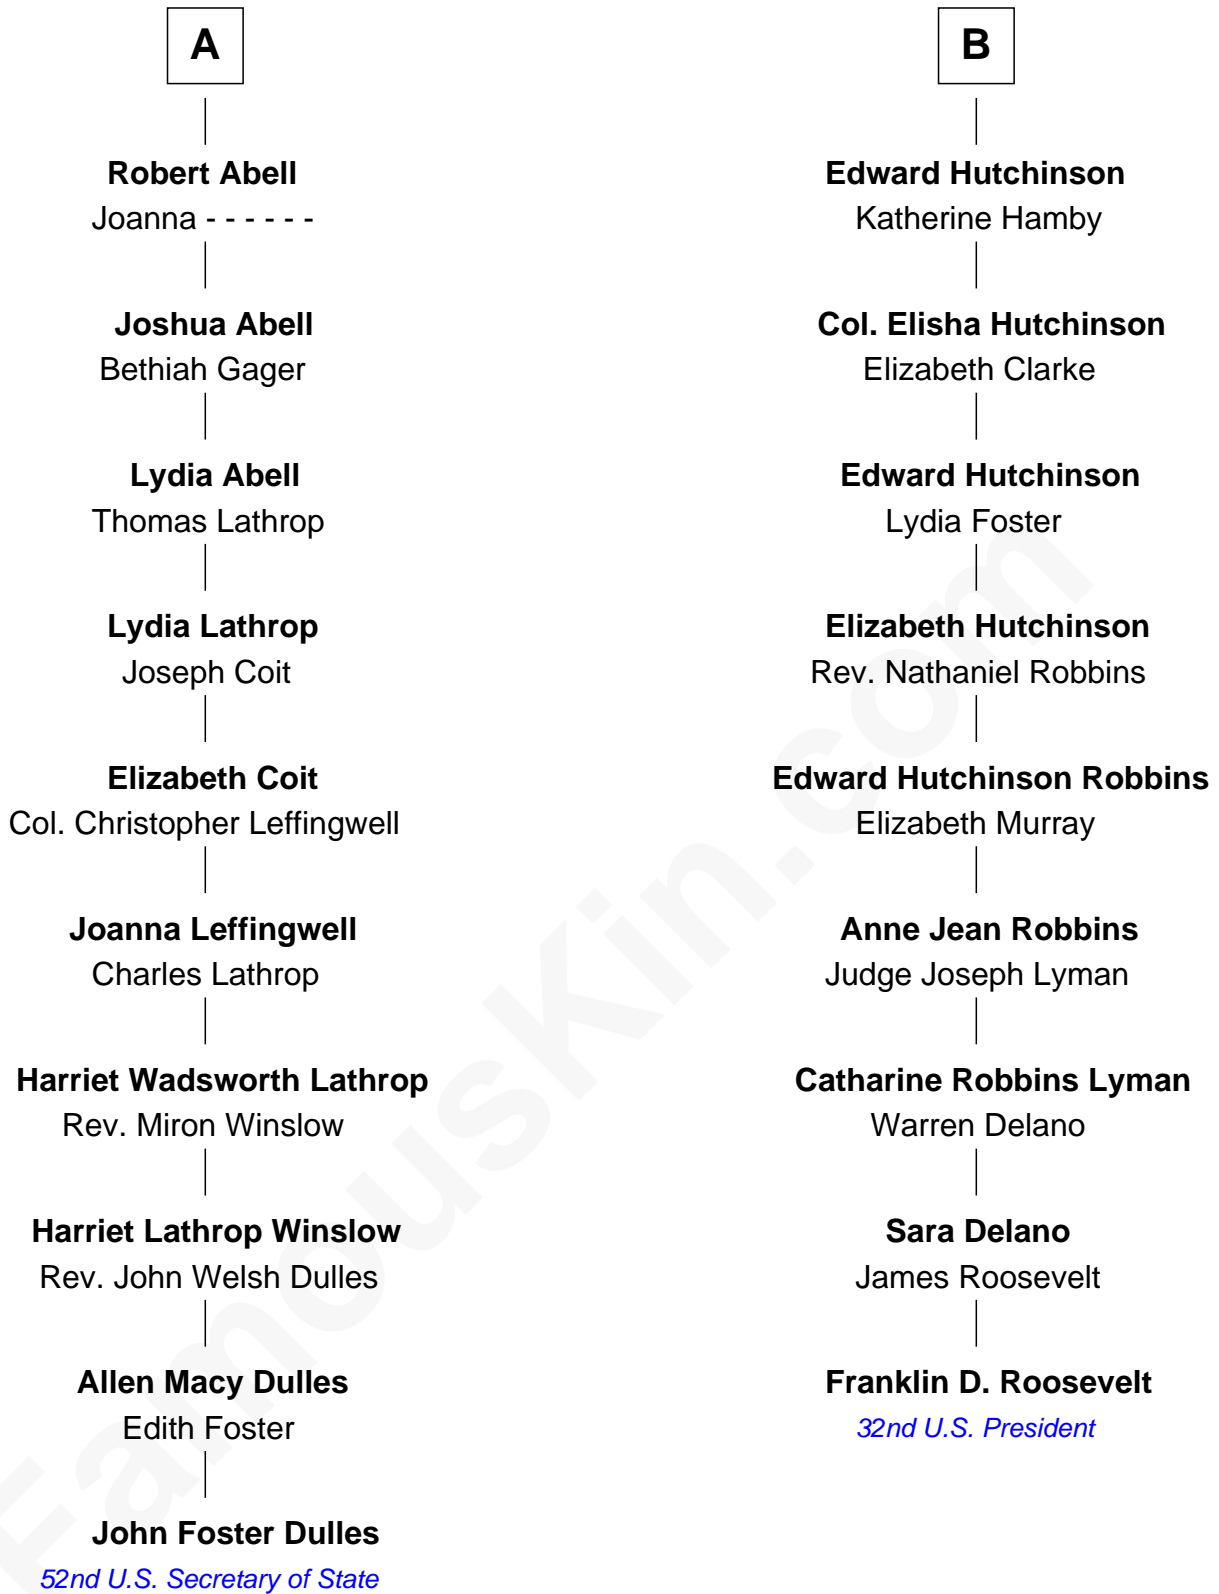 A
Robert Abell
Joanna - - - - - -
Joshua Abell
Bethiah Gager
Lydia Abell
Thomas Lathrop
Lydia Lathrop
Joseph Coit
Elizabeth Coit
Col. Christopher Leffingwell
Joanna Leffingwell
Charles Lathrop
Harriet Wadsworth Lathrop
Rev. Miron Winslow
Harriet Lathrop Winslow
Rev. John Welsh Dulles
Allen Macy Dulles
Edith Foster
John Foster Dulles
52nd U.S. Secretary of State
B
Edward Hutchinson
Katherine Hamby
Col. Elisha Hutchinson
Elizabeth Clarke
Edward Hutchinson
Lydia Foster
Elizabeth Hutchinson
Rev. Nathaniel Robbins
Edward Hutchinson Robbins
Elizabeth Murray
Anne Jean Robbins
Judge Joseph Lyman
Catharine Robbins Lyman
Warren Delano
Sara Delano
James Roosevelt
Franklin D. Roosevelt
32nd U.S. President
FamousKin.com